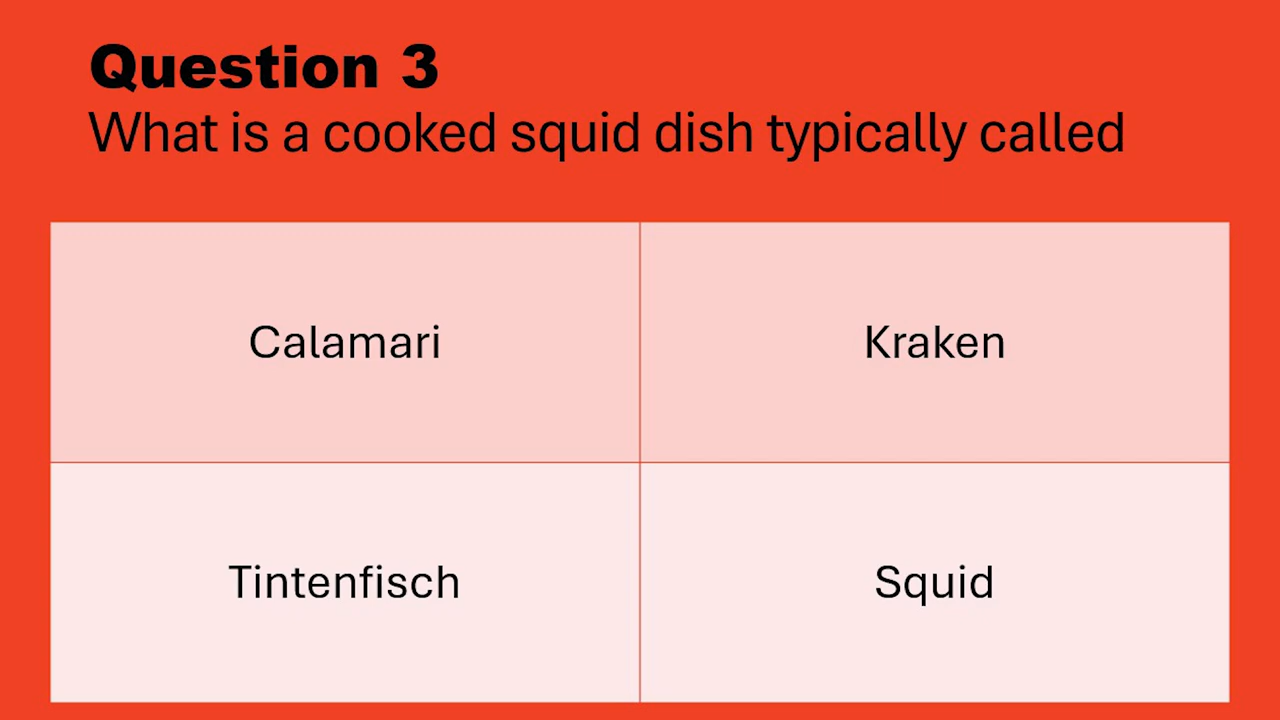 Question 3
What is a cooked squid dish typically called
Calamari
Kraken
Tintenfisch
Squid